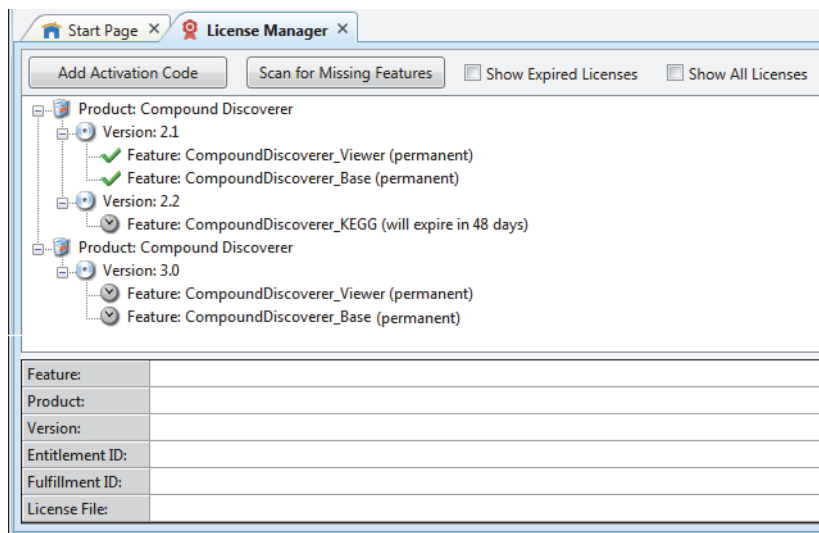 Start Page License Manager
Add Activation Code Scan for Missing Features Show Expired Licenses Show All Licenses
Product: Compound Discoverer
Version: 2.1
Feature: CompoundDiscoverer_Viewer (permanent)
Feature: CompoundDiscoverer_Base (permanent)
Version: 2.2
Feature: CompoundDiscoverer_KEGG (will expire in 48 days)
Product: Compound Discoverer
Version: 3.0
Feature: CompoundDiscoverer_Viewer (permanent)
Feature: CompoundDiscoverer_Base (permanent)
Feature:
Product:
Version:
Entitlement ID:
Fulfillment ID:
License File: